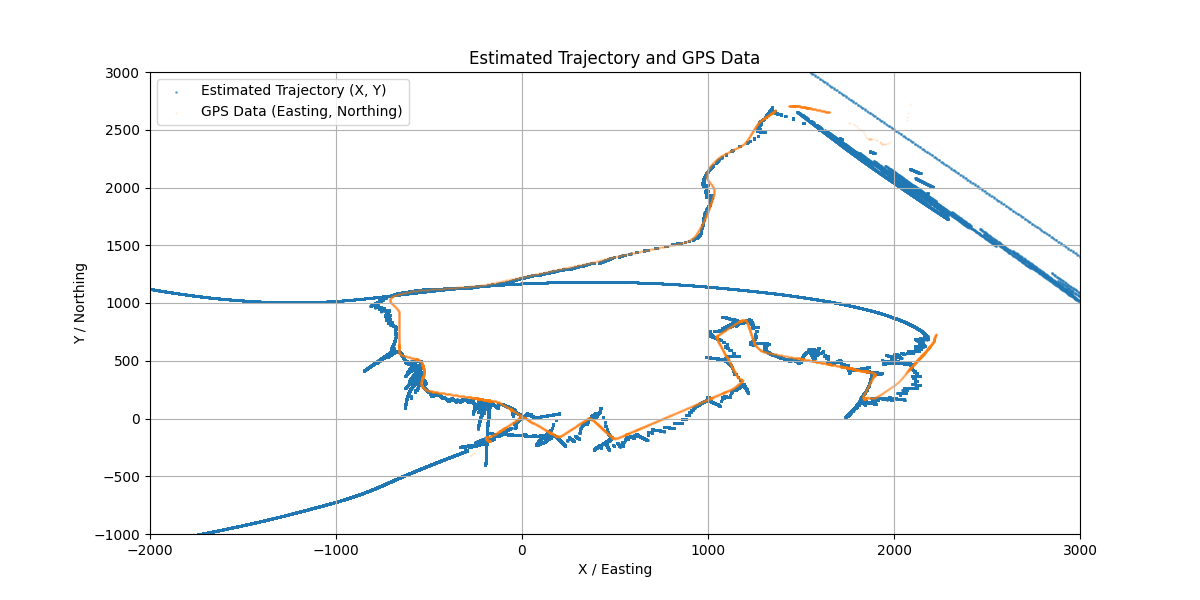 Estimated Trajectory and GPS Data
Estimated Trajectory (X, Y)
GPS Data (Easting, Northing)
Y / Northing
3000
2500
2000
1500
1000
500
0
−500
−1000
−2000 −1000 0 1000 2000 3000
X / Easting